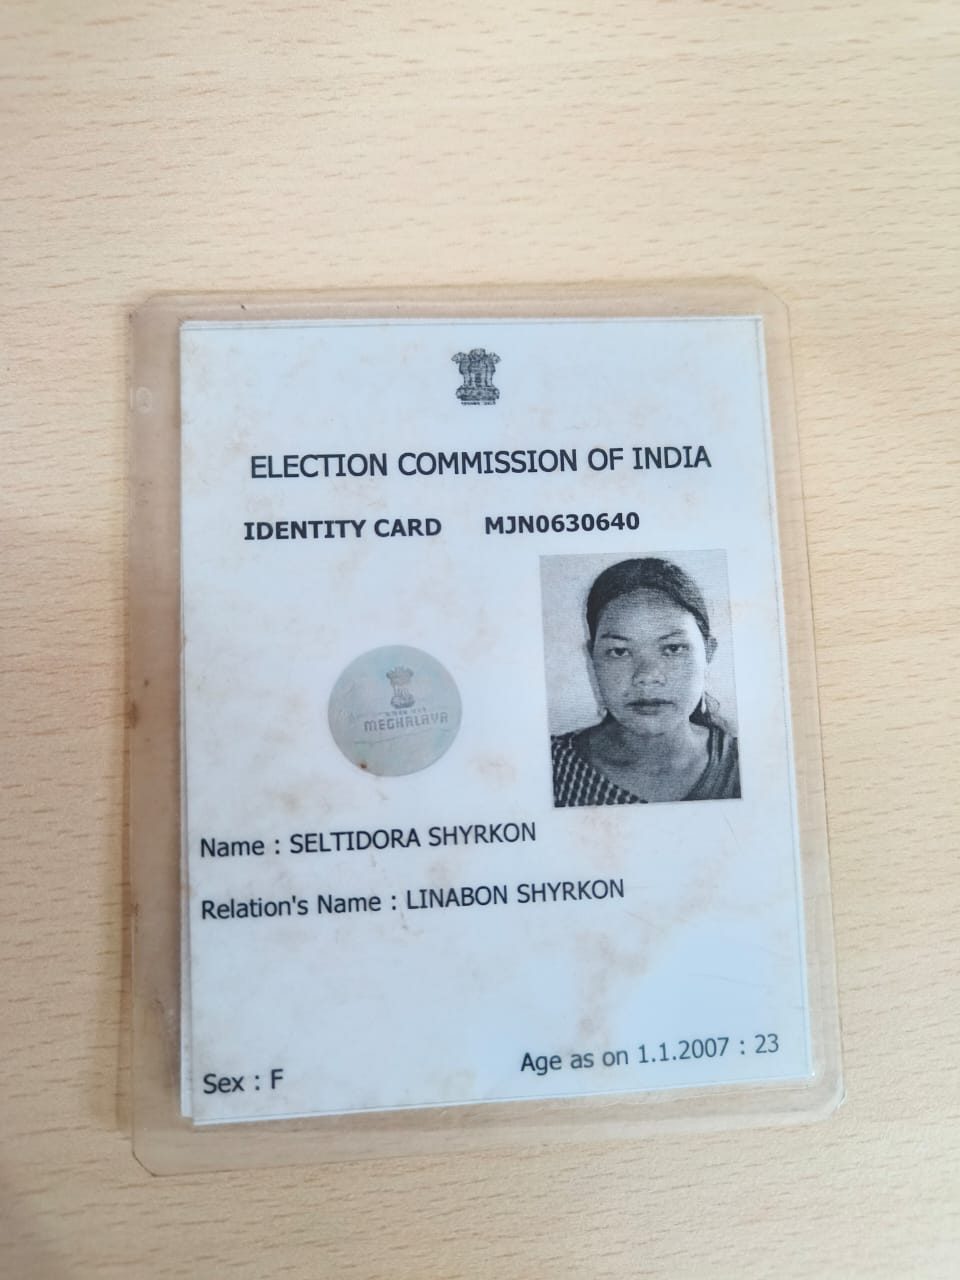 ELECTION COMMISSION OF INDIA
IDENTITY CARD MJN0630640
MEGHALAYA
Name : SELTIDORA SHYRKON
Relation's Name : LINABON SHYRKON
Sex : F
Age as on 1.1.2007 : 23